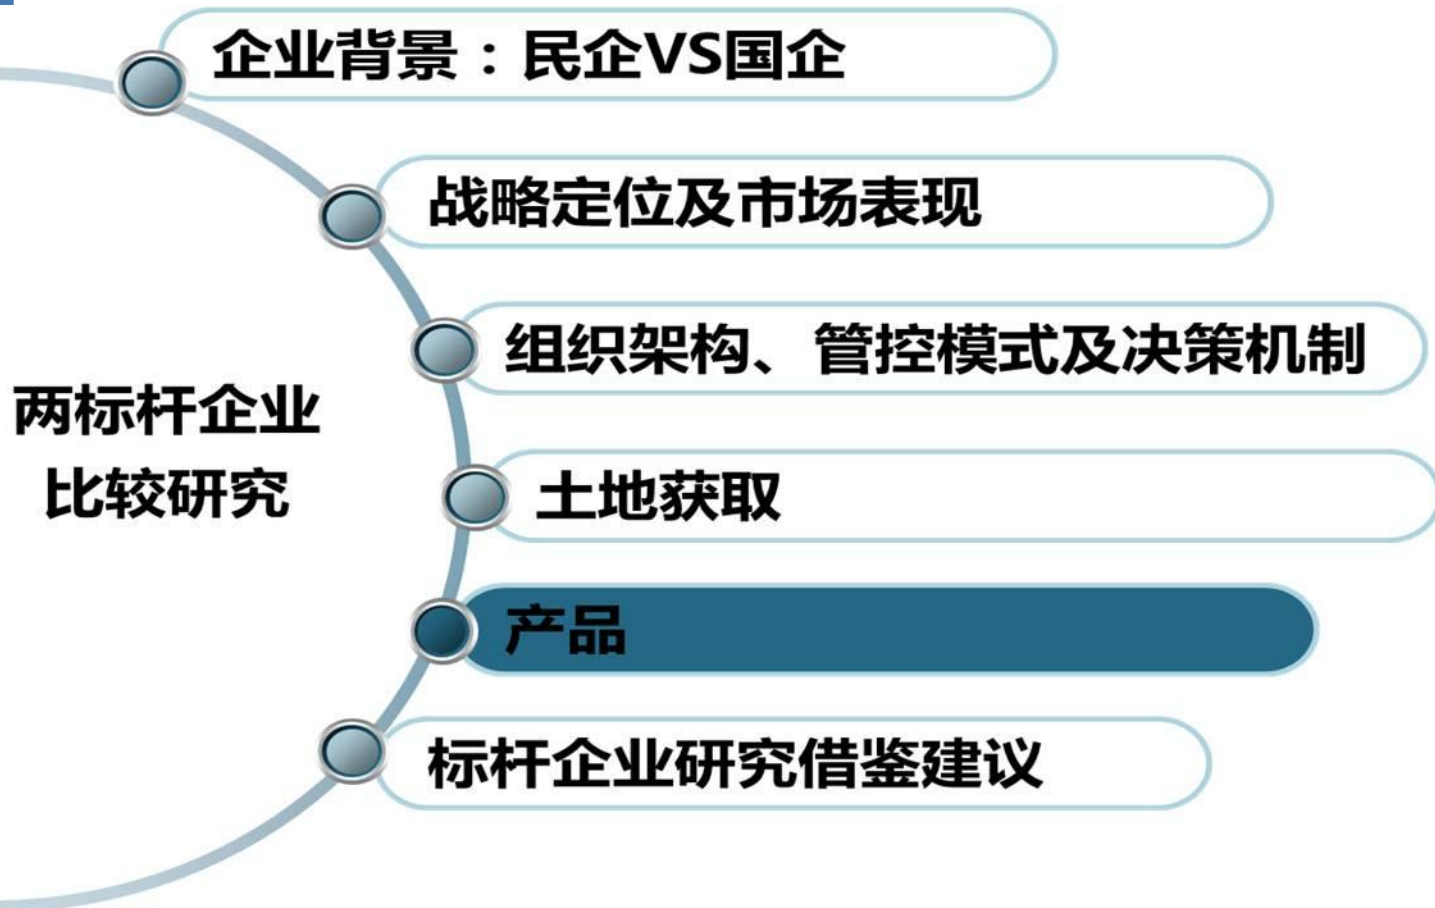 企业背景：民企VS国企
战略定位及市场表现
组织架构、管控模式及决策机制
两标杆企业
比较研究
土地获取
产品
标杆企业研究借鉴建议